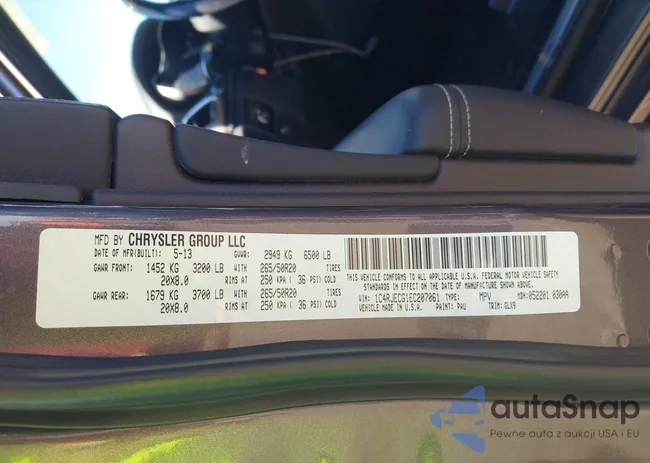 MFD BY CHRYSLER GROUP LLC
DATE OF MFR(BUILT): 5-13 GVWR: 2949 KG 6500 LB
GAWR FRONT: 1452 KG 3200 LB WITH 265/50R20 TIRES
20X8.0 RIMS AT 250 KPA ( 36 PSI) COLD
GAWR REAR: 1679 KG 3700 LB WITH 265/50R20 TIRES
20X8.0 RIMS AT 250 KPA ( 36 PSI) COLD
THIS VEHICLE CONFORMS TO ALL APPLICABLE U.S.A. FEDERAL MOTOR VEHICLE SAFETY
STANDARDS IN EFFECT ON THE DATE OF MANUFACTURE SHOWN ABOVE.
VIN: 1C4RJECG1EC207061 TYPE: MPV MDH: 052201 030AA
VEHICLE MADE IN U.S.A. PAINT: PAU TRIM: GLX9
autaSnap
Pewne auta z aukcji USA i EU